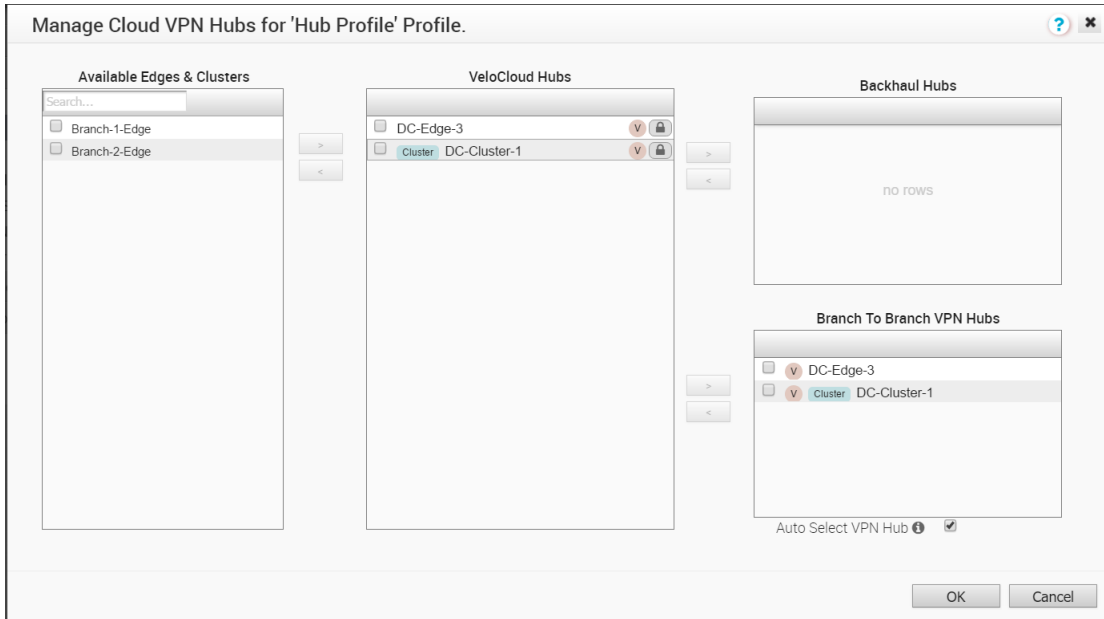 Manage Cloud VPN Hubs for 'Hub Profile' Profile.
?
Available Edges & Clusters
Search...
Branch-1-Edge
Branch-2-Edge
>
<
VeloCloud Hubs
DC-Edge-3 V
Cluster DC-Cluster-1 V
>
<
Backhaul Hubs
no rows
>
<
Branch To Branch VPN Hubs
V DC-Edge-3
V Cluster DC-Cluster-1
Auto Select VPN Hub
OK Cancel